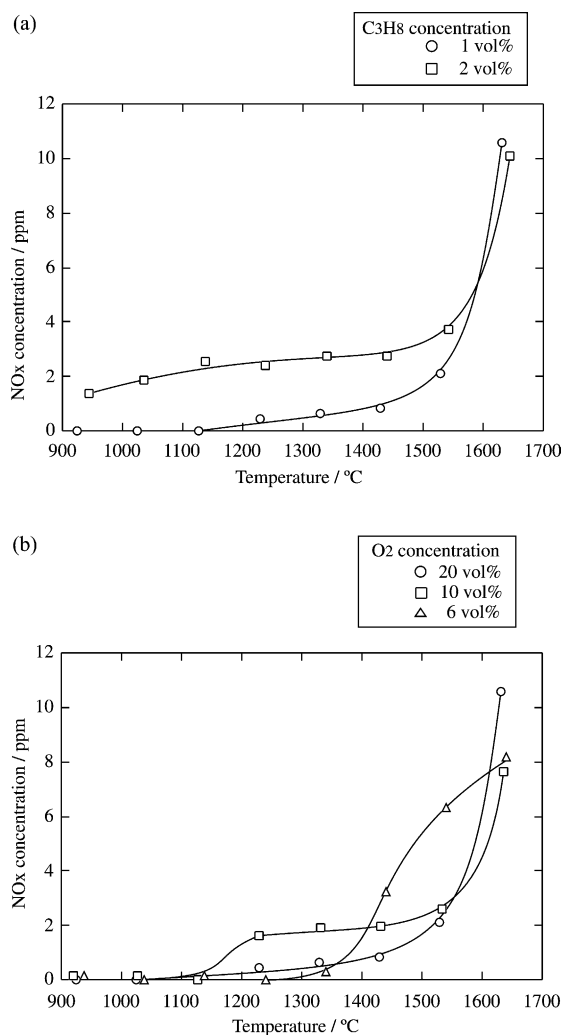 (a)
C3H8 concentration
1 vol%
2 vol%
12
10
8
6
4
2
0
NOx concentration / ppm
900 1000 1100 1200 1300 1400 1500 1600 1700
Temperature / ºC
(b)
O2 concentration
20 vol%
10 vol%
6 vol%
12
10
8
6
4
2
0
NOx concentration / ppm
900 1000 1100 1200 1300 1400 1500 1600 1700
Temperature / ºC